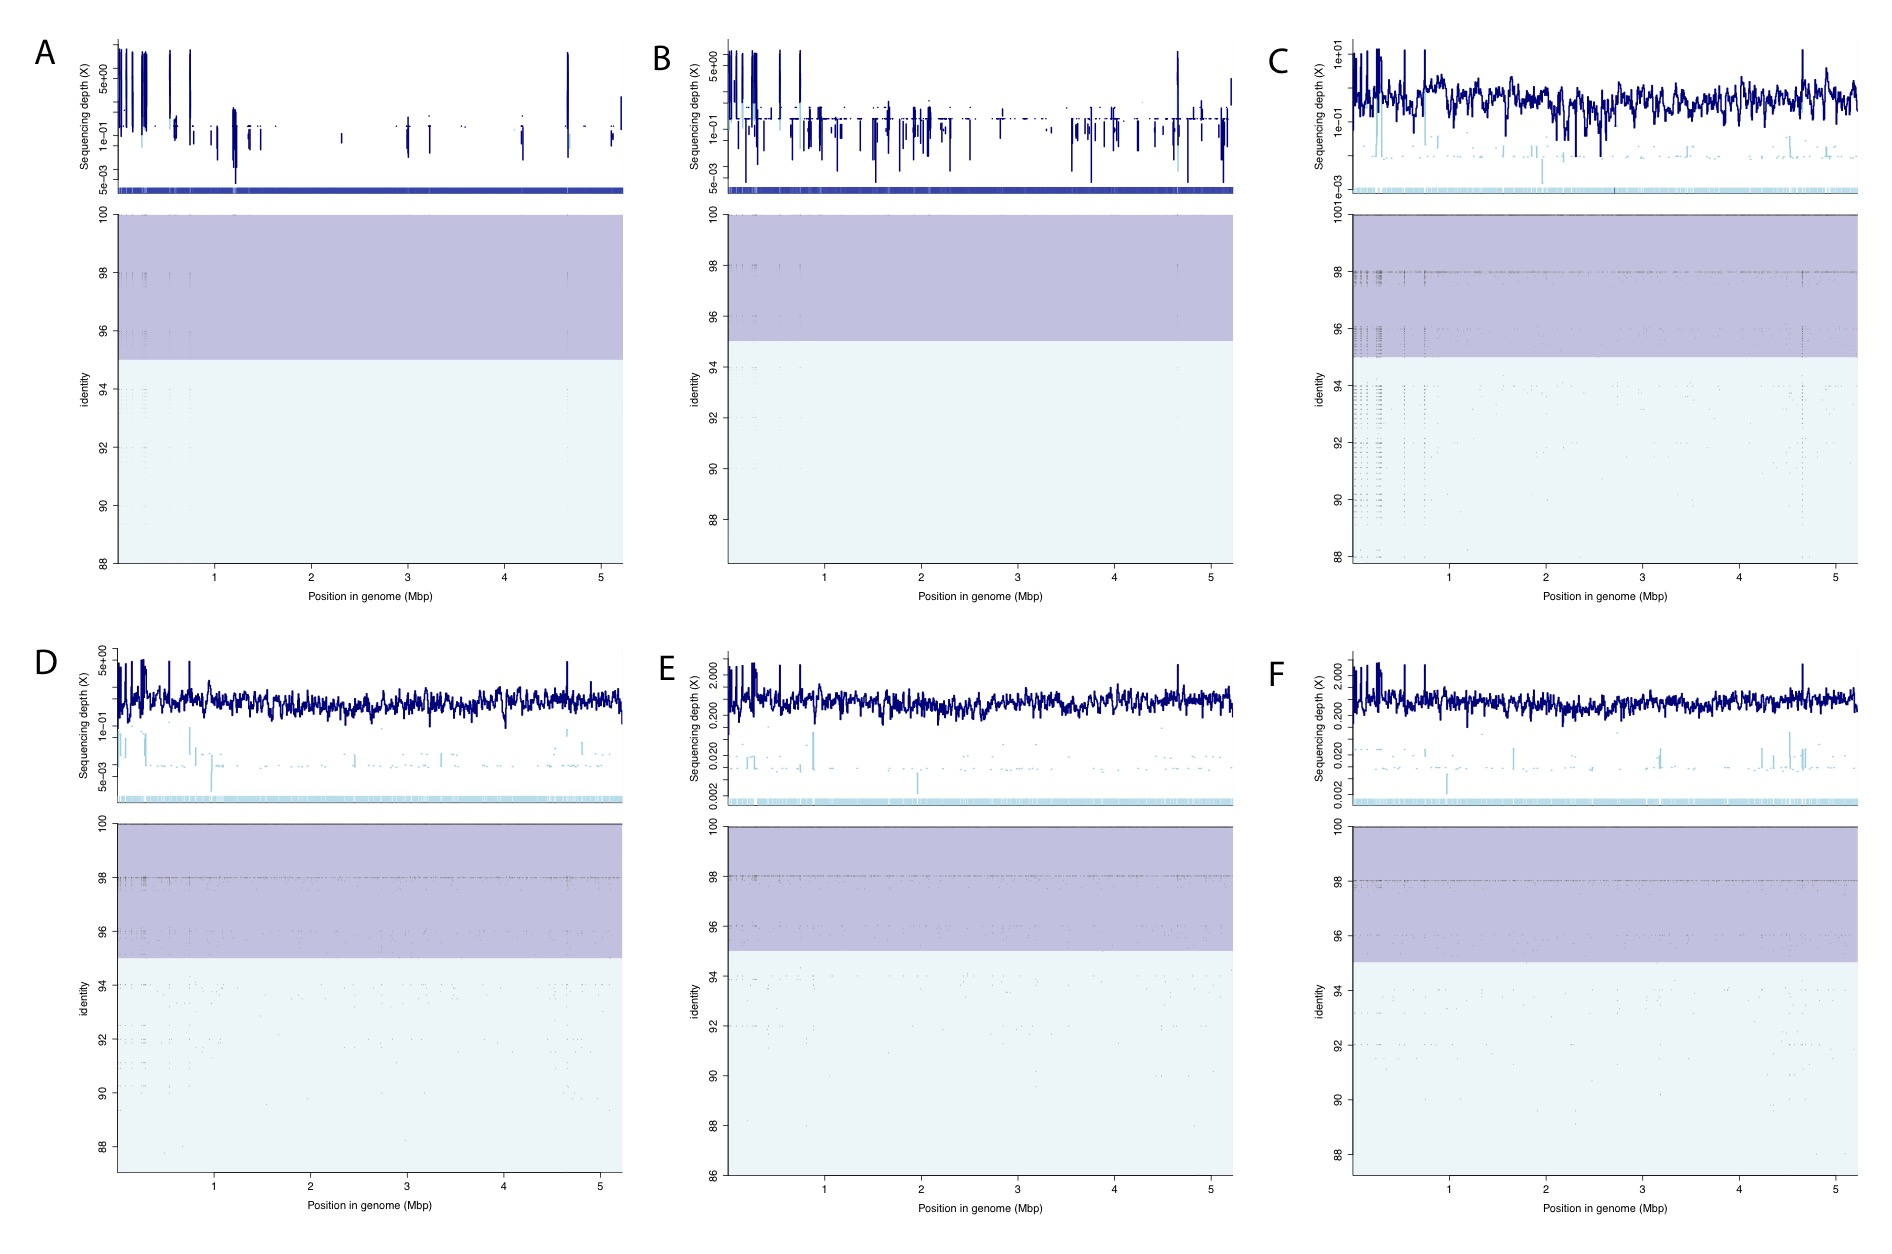 A
Sequencing depth (X)
5e+00
1e−01
5e−03
100
98
96
94
92
90
88
identity
1 2 3 4 5
Position in genome (Mbp)
B
Sequencing depth (X)
5e+00
1e−01
5e−03
100
98
96
94
92
90
88
identity
1 2 3 4 5
Position in genome (Mbp)
C
Sequencing depth (X)
1e+01
1e−01
1e−03
100
98
96
94
92
90
88
identity
1 2 3 4 5
Position in genome (Mbp)
D
Sequencing depth (X)
5e+00
1e−01
5e−03
100
98
96
94
92
90
88
identity
1 2 3 4 5
Position in genome (Mbp)
E
Sequencing depth (X)
2.000
0.200
0.020
0.002
100
98
96
94
92
90
88
86
identity
1 2 3 4 5
Position in genome (Mbp)
F
Sequencing depth (X)
2.000
0.200
0.020
0.002
100
98
96
94
92
90
88
identity
1 2 3 4 5
Position in genome (Mbp)